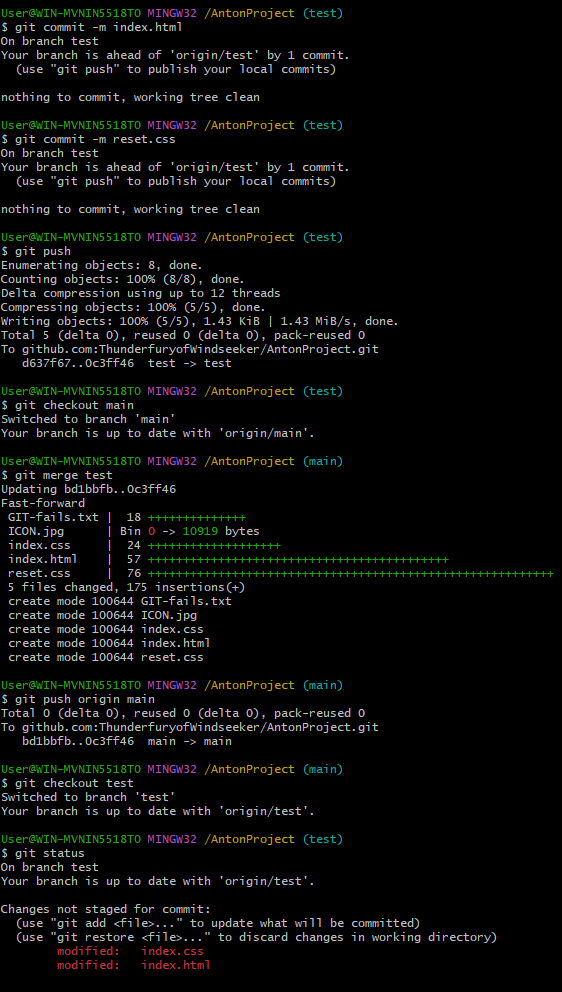 User@WIN-MVNIN5518TO MINGW32 /AntonProject (test)
$ git commit -m index.html
On branch test
Your branch is ahead of 'origin/test' by 1 commit.
  (use "git push" to publish your local commits)

nothing to commit, working tree clean

User@WIN-MVNIN5518TO MINGW32 /AntonProject (test)
$ git commit -m reset.css
On branch test
Your branch is ahead of 'origin/test' by 1 commit.
  (use "git push" to publish your local commits)

nothing to commit, working tree clean

User@WIN-MVNIN5518TO MINGW32 /AntonProject (test)
$ git push
Enumerating objects: 8, done.
Counting objects: 100% (8/8), done.
Delta compression using up to 12 threads
Compressing objects: 100% (5/5), done.
Writing objects: 100% (5/5), 1.43 KiB | 1.43 MiB/s, done.
Total 5 (delta 0), reused 0 (delta 0), pack-reused 0
To github.com:ThunderfuryofWindseeker/AntonProject.git
   d637f67..0c3ff46  test -> test

User@WIN-MVNIN5518TO MINGW32 /AntonProject (test)
$ git checkout main
Switched to branch 'main'
Your branch is up to date with 'origin/main'.

User@WIN-MVNIN5518TO MINGW32 /AntonProject (main)
$ git merge test
Updating bd1bbfb..0c3ff46
Fast-forward
 GIT-fails.txt |  18 ++++++++++++++
 ICON.jpg      | Bin 0 -> 10919 bytes
 index.css     |  24 +++++++++++++++++++
 index.html    |  57 +++++++++++++++++++++++++++++++++++++++++++
 reset.css     |  76 ++++++++++++++++++++++++++++++++++++++++++++++++++++++++++
 5 files changed, 175 insertions(+)
 create mode 100644 GIT-fails.txt
 create mode 100644 ICON.jpg
 create mode 100644 index.css
 create mode 100644 index.html
 create mode 100644 reset.css

User@WIN-MVNIN5518TO MINGW32 /AntonProject (main)
$ git push origin main
Total 0 (delta 0), reused 0 (delta 0), pack-reused 0
To github.com:ThunderfuryofWindseeker/AntonProject.git
   bd1bbfb..0c3ff46  main -> main

User@WIN-MVNIN5518TO MINGW32 /AntonProject (main)
$ git checkout test
Switched to branch 'test'
Your branch is up to date with 'origin/test'.

User@WIN-MVNIN5518TO MINGW32 /AntonProject (test)
$ git status
On branch test
Your branch is up to date with 'origin/test'.

Changes not staged for commit:
  (use "git add <file>..." to update what will be committed)
  (use "git restore <file>..." to discard changes in working directory)
        modified:   index.css
        modified:   index.html